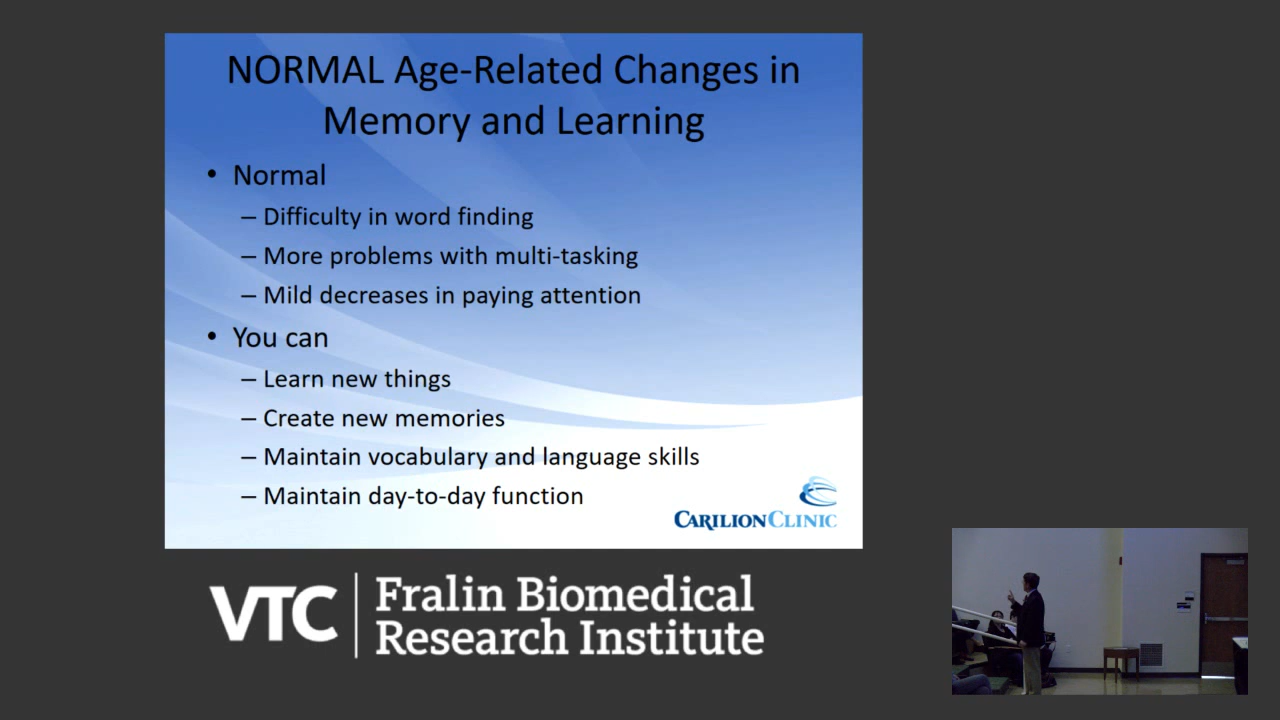 NORMAL Age-Related Changes in
Memory and Learning
• Normal
– Difficulty in word finding
– More problems with multi-tasking
– Mild decreases in paying attention
• You can
– Learn new things
– Create new memories
– Maintain vocabulary and language skills
– Maintain day-to-day function
CARILION CLINIC
VTC Fralin Biomedical
Research Institute